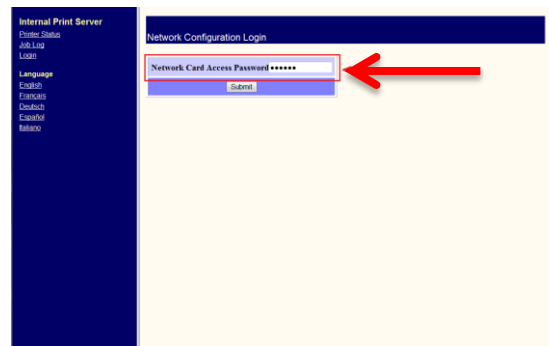 Internal Print Server
Printer Status
Job Log
Login
Language
English
Français
Deutsch
Español
Italiano
Network Configuration Login
Network Card Access Password ••••••
Submit